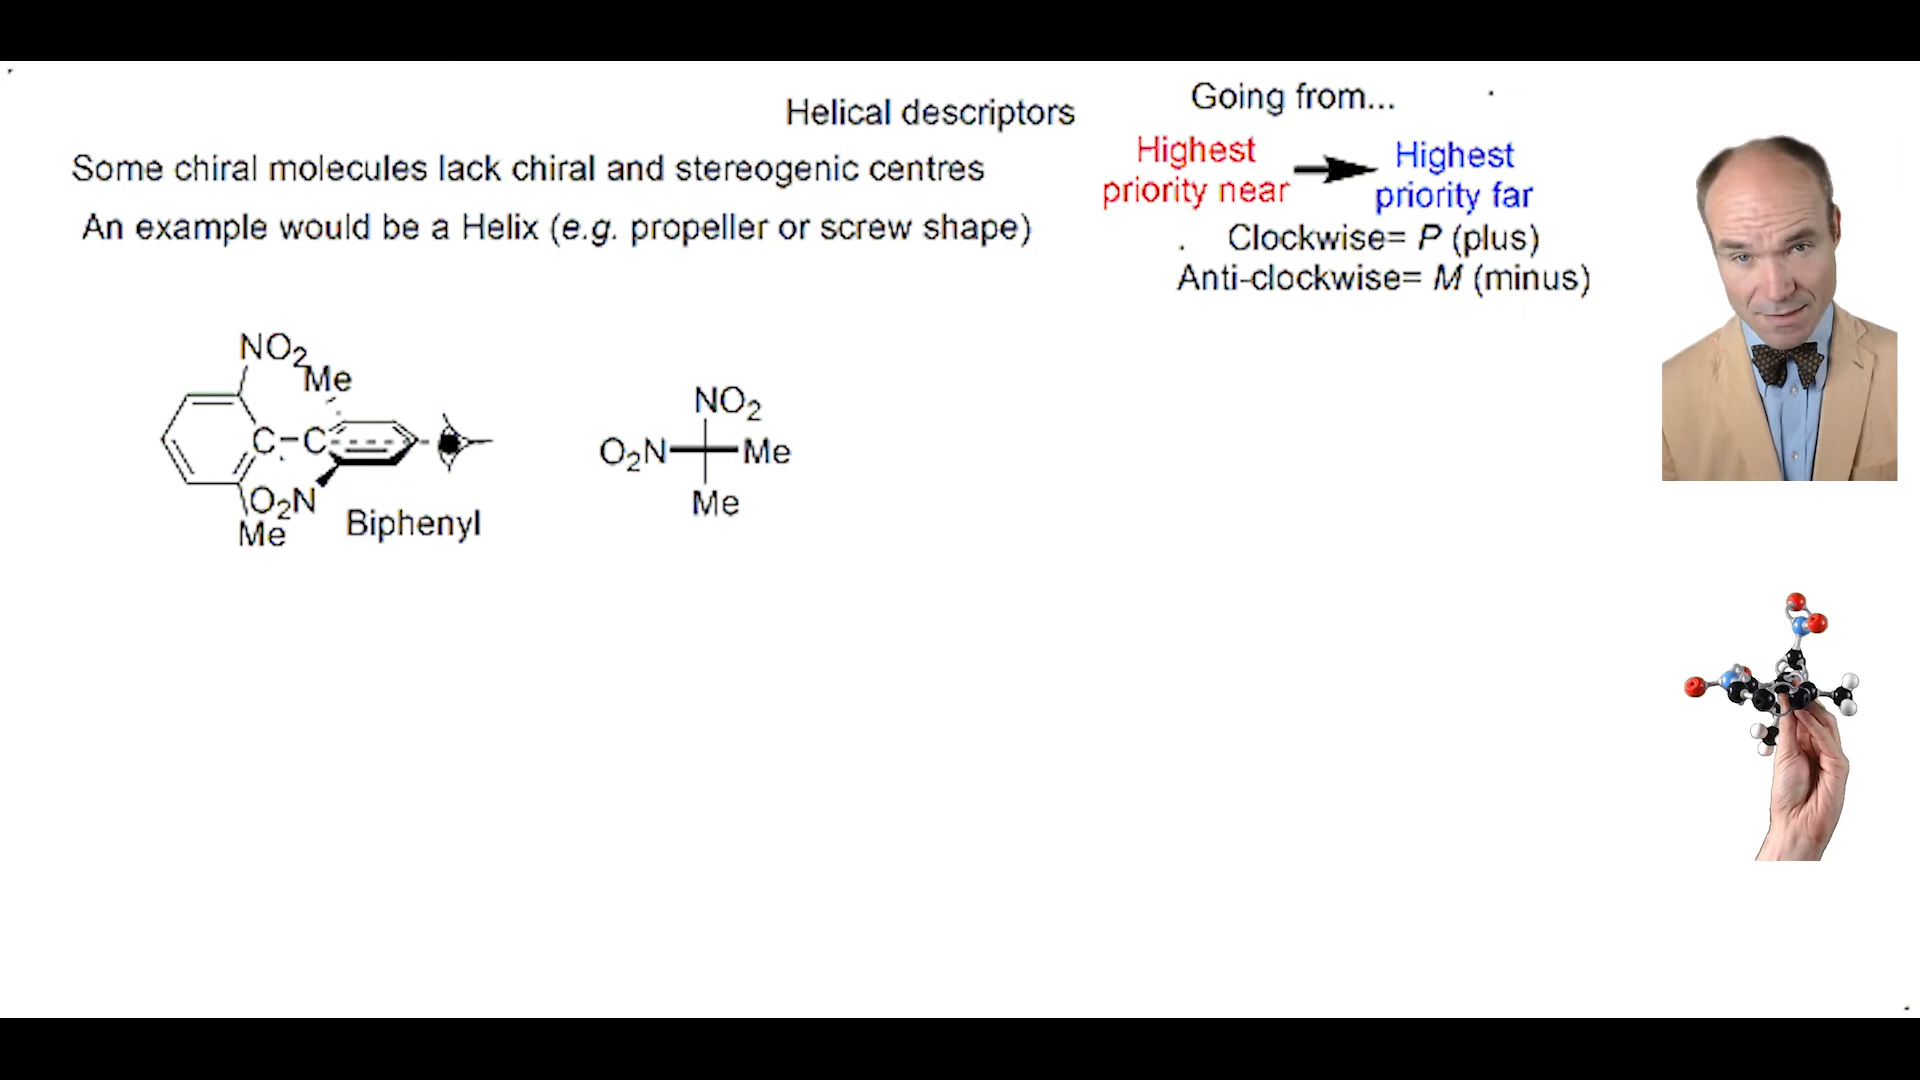 Helical descriptors
Going from...
Some chiral molecules lack chiral and stereogenic centres
Highest
priority near
Highest
priority far
An example would be a Helix (e.g. propeller or screw shape)
Clockwise= P (plus)
Anti-clockwise= M (minus)
NO2
Me
C-C
O2N
Me
Biphenyl
NO2
O2N Me
Me